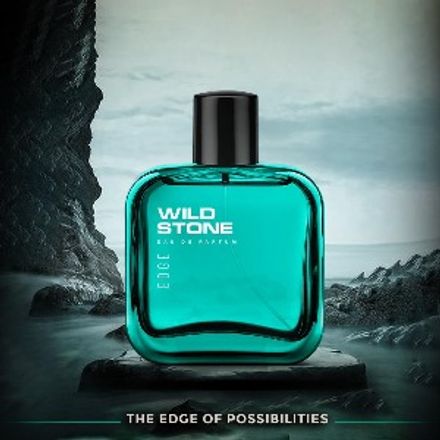 WILD
STONE
EAU DE PARFUM
EDGE
THE EDGE OF POSSIBILITIES